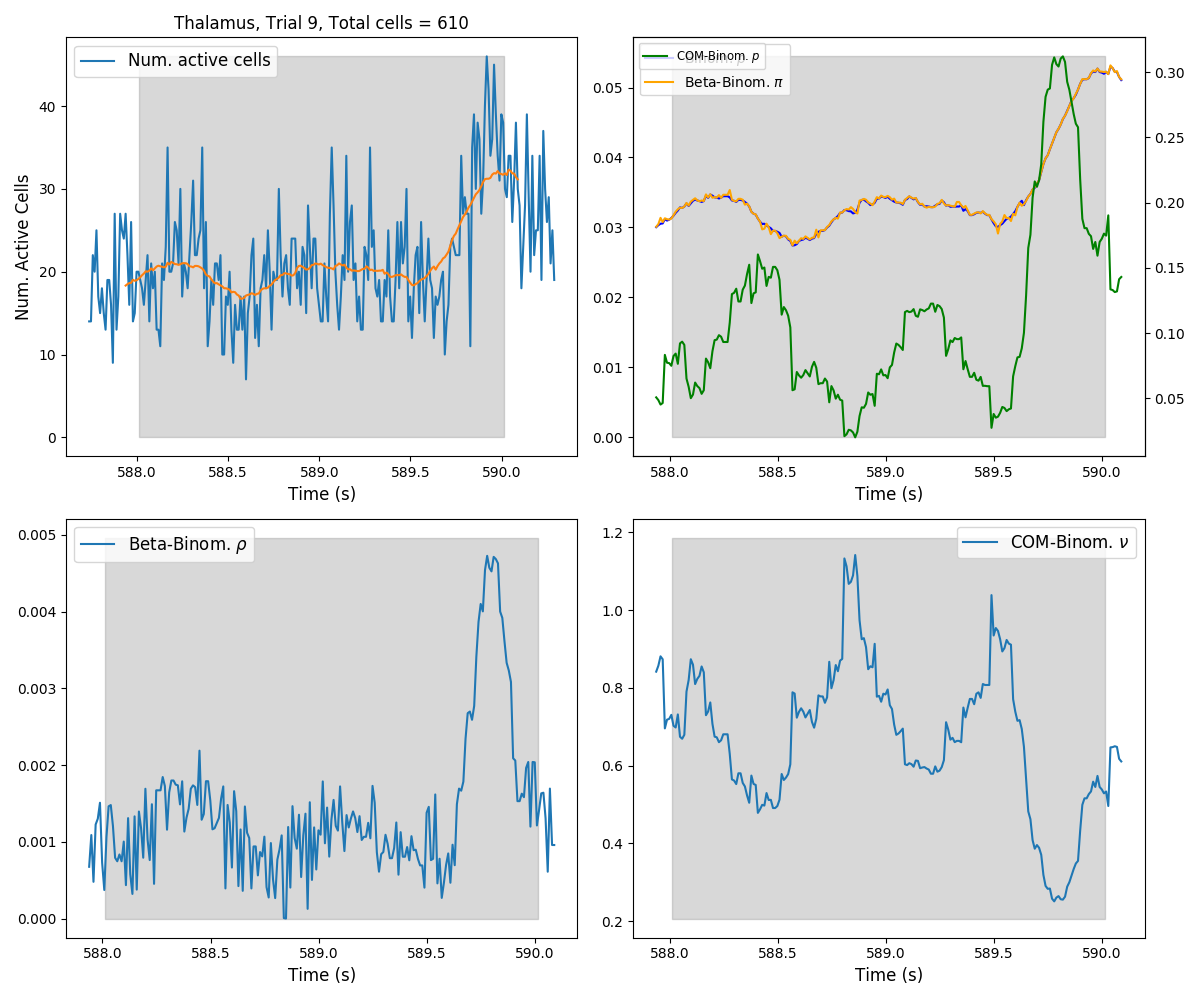 Thalamus, Trial 9, Total cells = 610
Num. active cells
Num. Active Cells
40
30
20
10
0
588.0 588.5 589.0 589.5 590.0
Time (s)
COM-Binom. p
Beta-Binom. π
0.05
0.04
0.03
0.02
0.01
0.00
0.30
0.25
0.20
0.15
0.10
0.05
588.0 588.5 589.0 589.5 590.0
Time (s)
Beta-Binom. ρ
0.005
0.004
0.003
0.002
0.001
0.000
588.0 588.5 589.0 589.5 590.0
Time (s)
COM-Binom. ν
1.2
1.0
0.8
0.6
0.4
0.2
588.0 588.5 589.0 589.5 590.0
Time (s)